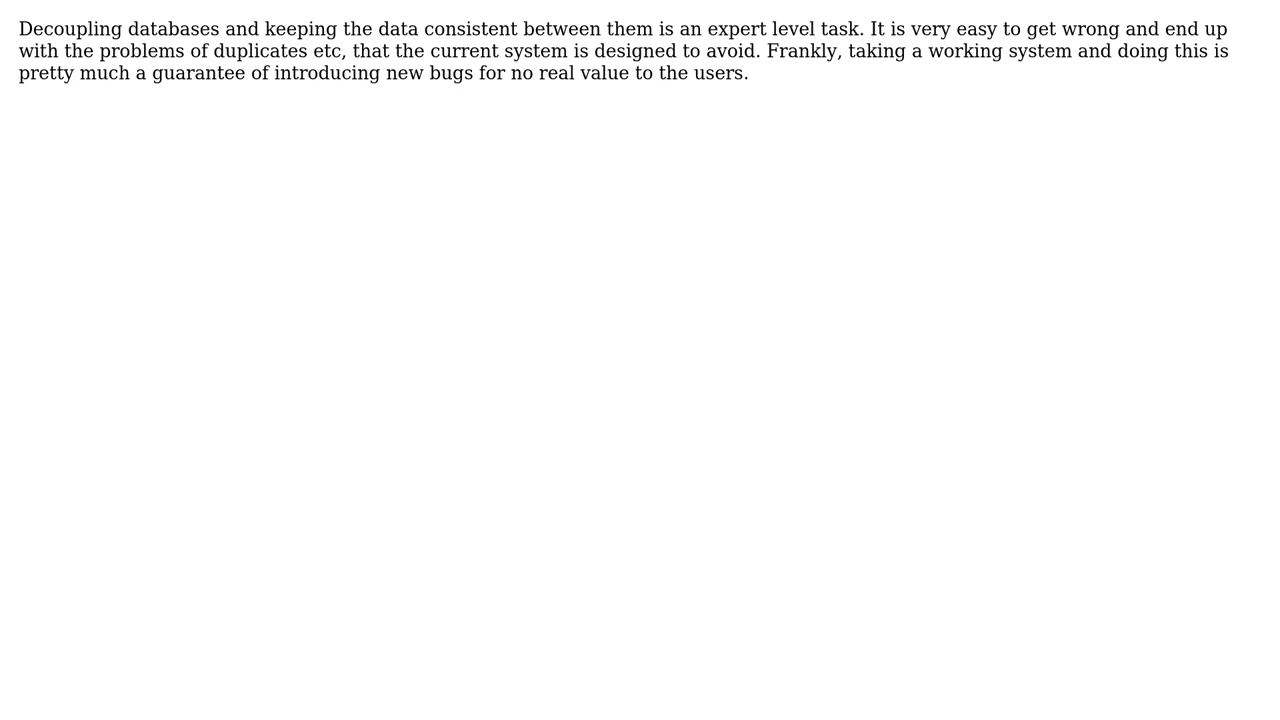 Decoupling databases and keeping the data consistent between them is an expert level task. It is very easy to get wrong and end up
with the problems of duplicates etc, that the current system is designed to avoid. Frankly, taking a working system and doing this is
pretty much a guarantee of introducing new bugs for no real value to the users.